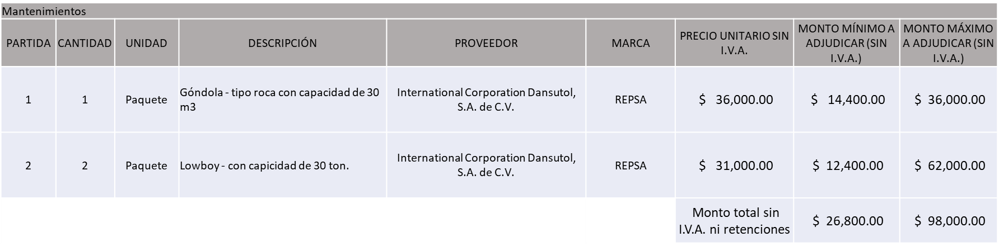 Mantenimientos
PARTIDA CANTIDAD UNIDAD DESCRIPCIÓN PROVEEDOR MARCA PRECIO UNITARIO SIN I.V.A. MONTO MÍNIMO A ADJUDICAR (SIN I.V.A.) MONTO MÁXIMO A ADJUDICAR (SIN I.V.A.)
1 1 Paquete Góndola - tipo roca con capacidad de 30 m3 International Corporation Dansutol, S.A. de C.V. REPSA $ 36,000.00 $ 14,400.00 $ 36,000.00
2 2 Paquete Lowboy - con capicidad de 30 ton. International Corporation Dansutol, S.A. de C.V. REPSA $ 31,000.00 $ 12,400.00 $ 62,000.00
Monto total sin I.V.A. ni retenciones $ 26,800.00 $ 98,000.00